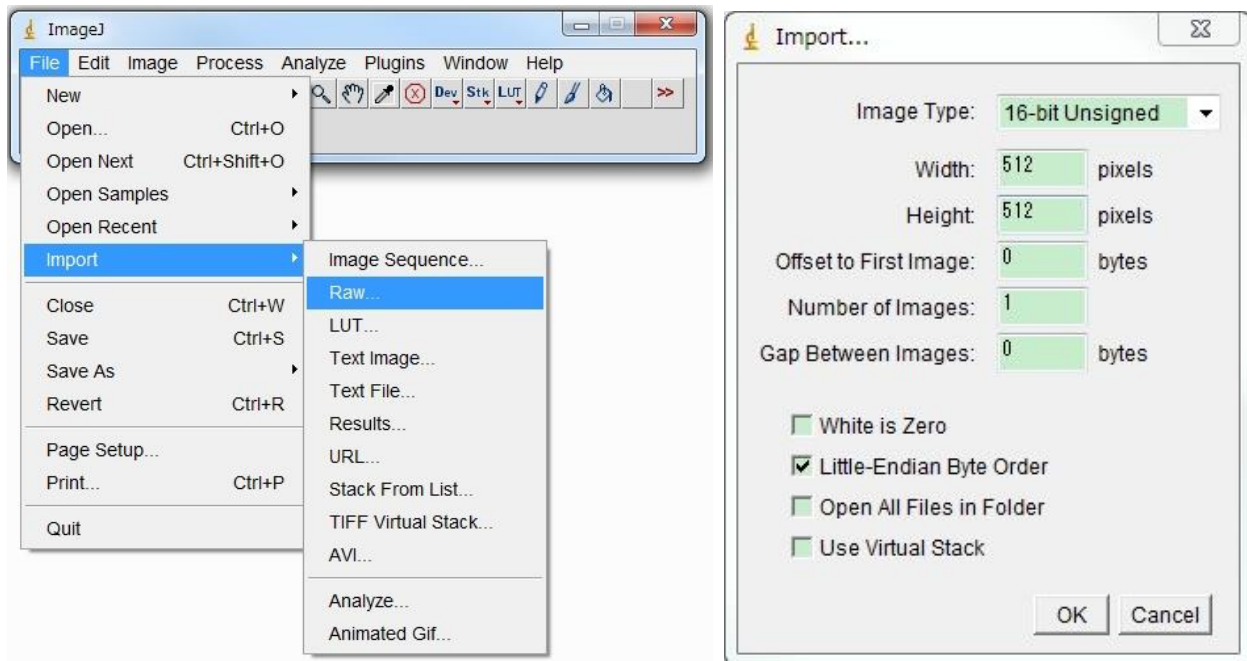 ImageJ
File Edit Image Process Analyze Plugins Window Help
Dev Stk LUT >>
New
Open... Ctrl+O
Open Next Ctrl+Shift+O
Open Samples
Open Recent
Import
Close Ctrl+W
Save Ctrl+S
Save As
Revert Ctrl+R
Page Setup...
Print... Ctrl+P
Quit
Image Sequence...
Raw...
LUT...
Text Image...
Text File...
Results...
URL...
Stack From List...
TIFF Virtual Stack...
AVI...
Analyze...
Animated Gif...
Import...
Image Type: 16-bit Unsigned
Width: 512 pixels
Height: 512 pixels
Offset to First Image: 0 bytes
Number of Images: 1
Gap Between Images: 0 bytes
White is Zero
Little-Endian Byte Order
Open All Files in Folder
Use Virtual Stack
OK Cancel